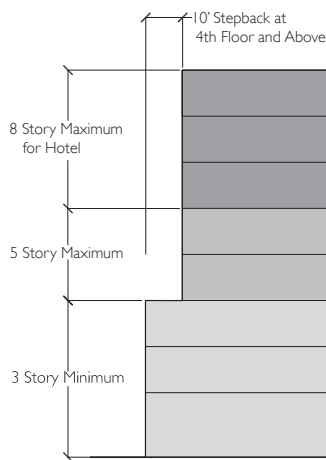 10' Stepback at
4th Floor and Above
8 Story Maximum
for Hotel
5 Story Maximum
3 Story Minimum